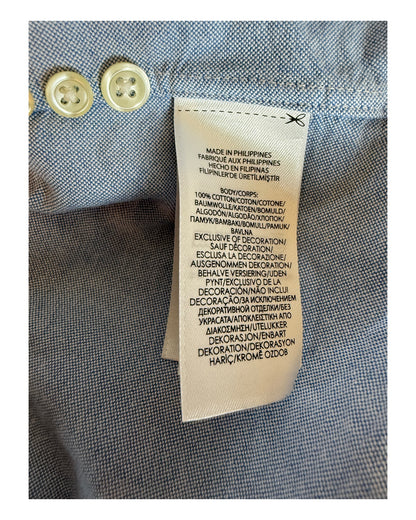 MADE IN PHILIPPINES
FABRIQUÉ AUX PHILIPPINES
HECHO EN FILIPINAS
FİLİPİNLER'DE ÜRETİLMİŞTİR
BODY/CORPS:
100% COTTON/COTON/COTONE/
BAUMWOLLE/KATOEN/BOMULD/
ALGODÓN/ALGODÃO/ХЛОПОК/
ПАМУК/BAMBAKI/BOMULL/PAMUK/
BAVLNA
EXCLUSIVE OF DECORATION/
SAUF DÉCORATION/
ESCLUSA LA DECORAZIONE/
AUSGENOMMEN DEKORATION/
BEHALVE VERSIERING/UDEN
PYNT/EXCLUSIVO DE LA
DECORACIÓN/NÃO INCLUI
DECORAÇÃO/ЗА ИСКЛЮЧЕНИЕМ
ДЕКОРАТИВНОЙ ОТДЕЛКИ/БЕЗ
УКРАСАТА/ΑΠΟΚΛΕΙΣΤΙΚΗ ΑΠΟ
ΔΙΑΚΟΣΜΗΣΗ/UTELUKKER
DEKORASJON/ENBART
DEKORATION/DEKORASYON
HARİÇ/KROMĚ OZDOB